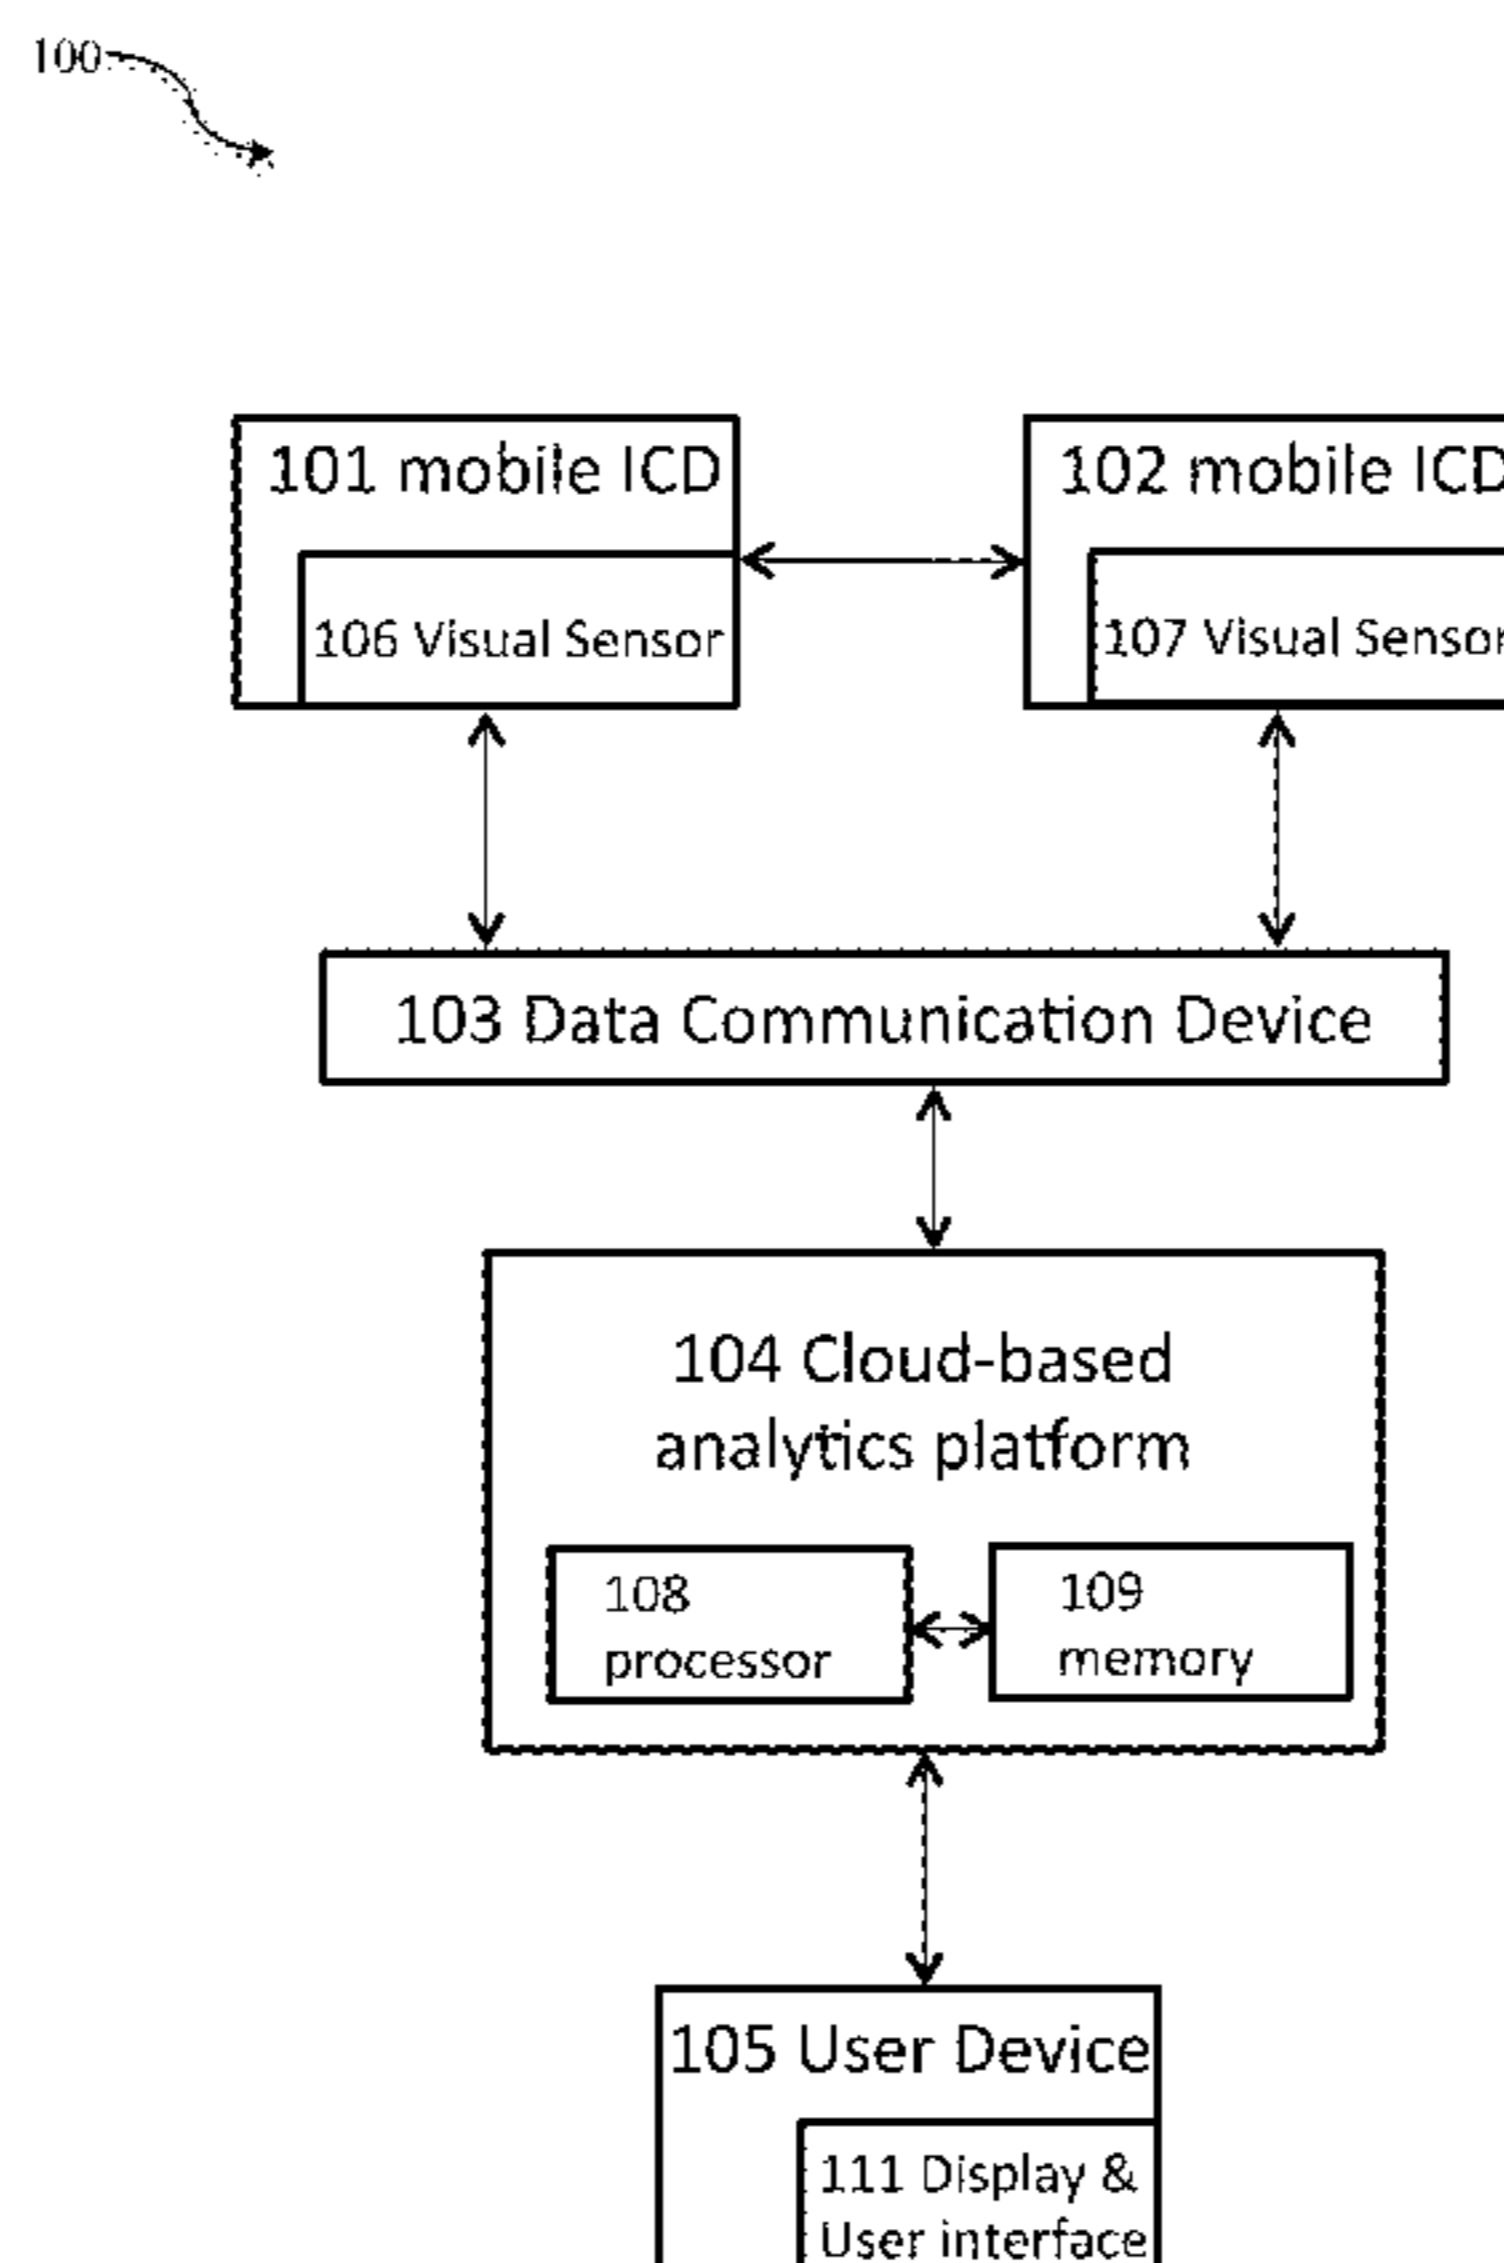 100
101 mobile ICD
102 mobile ICD
106 Visual Sensor
107 Visual Sensor
103 Data Communication Device
104 Cloud-based
analytics platform
108
processor
109
memory
105 User Device
111 Display &
User interface